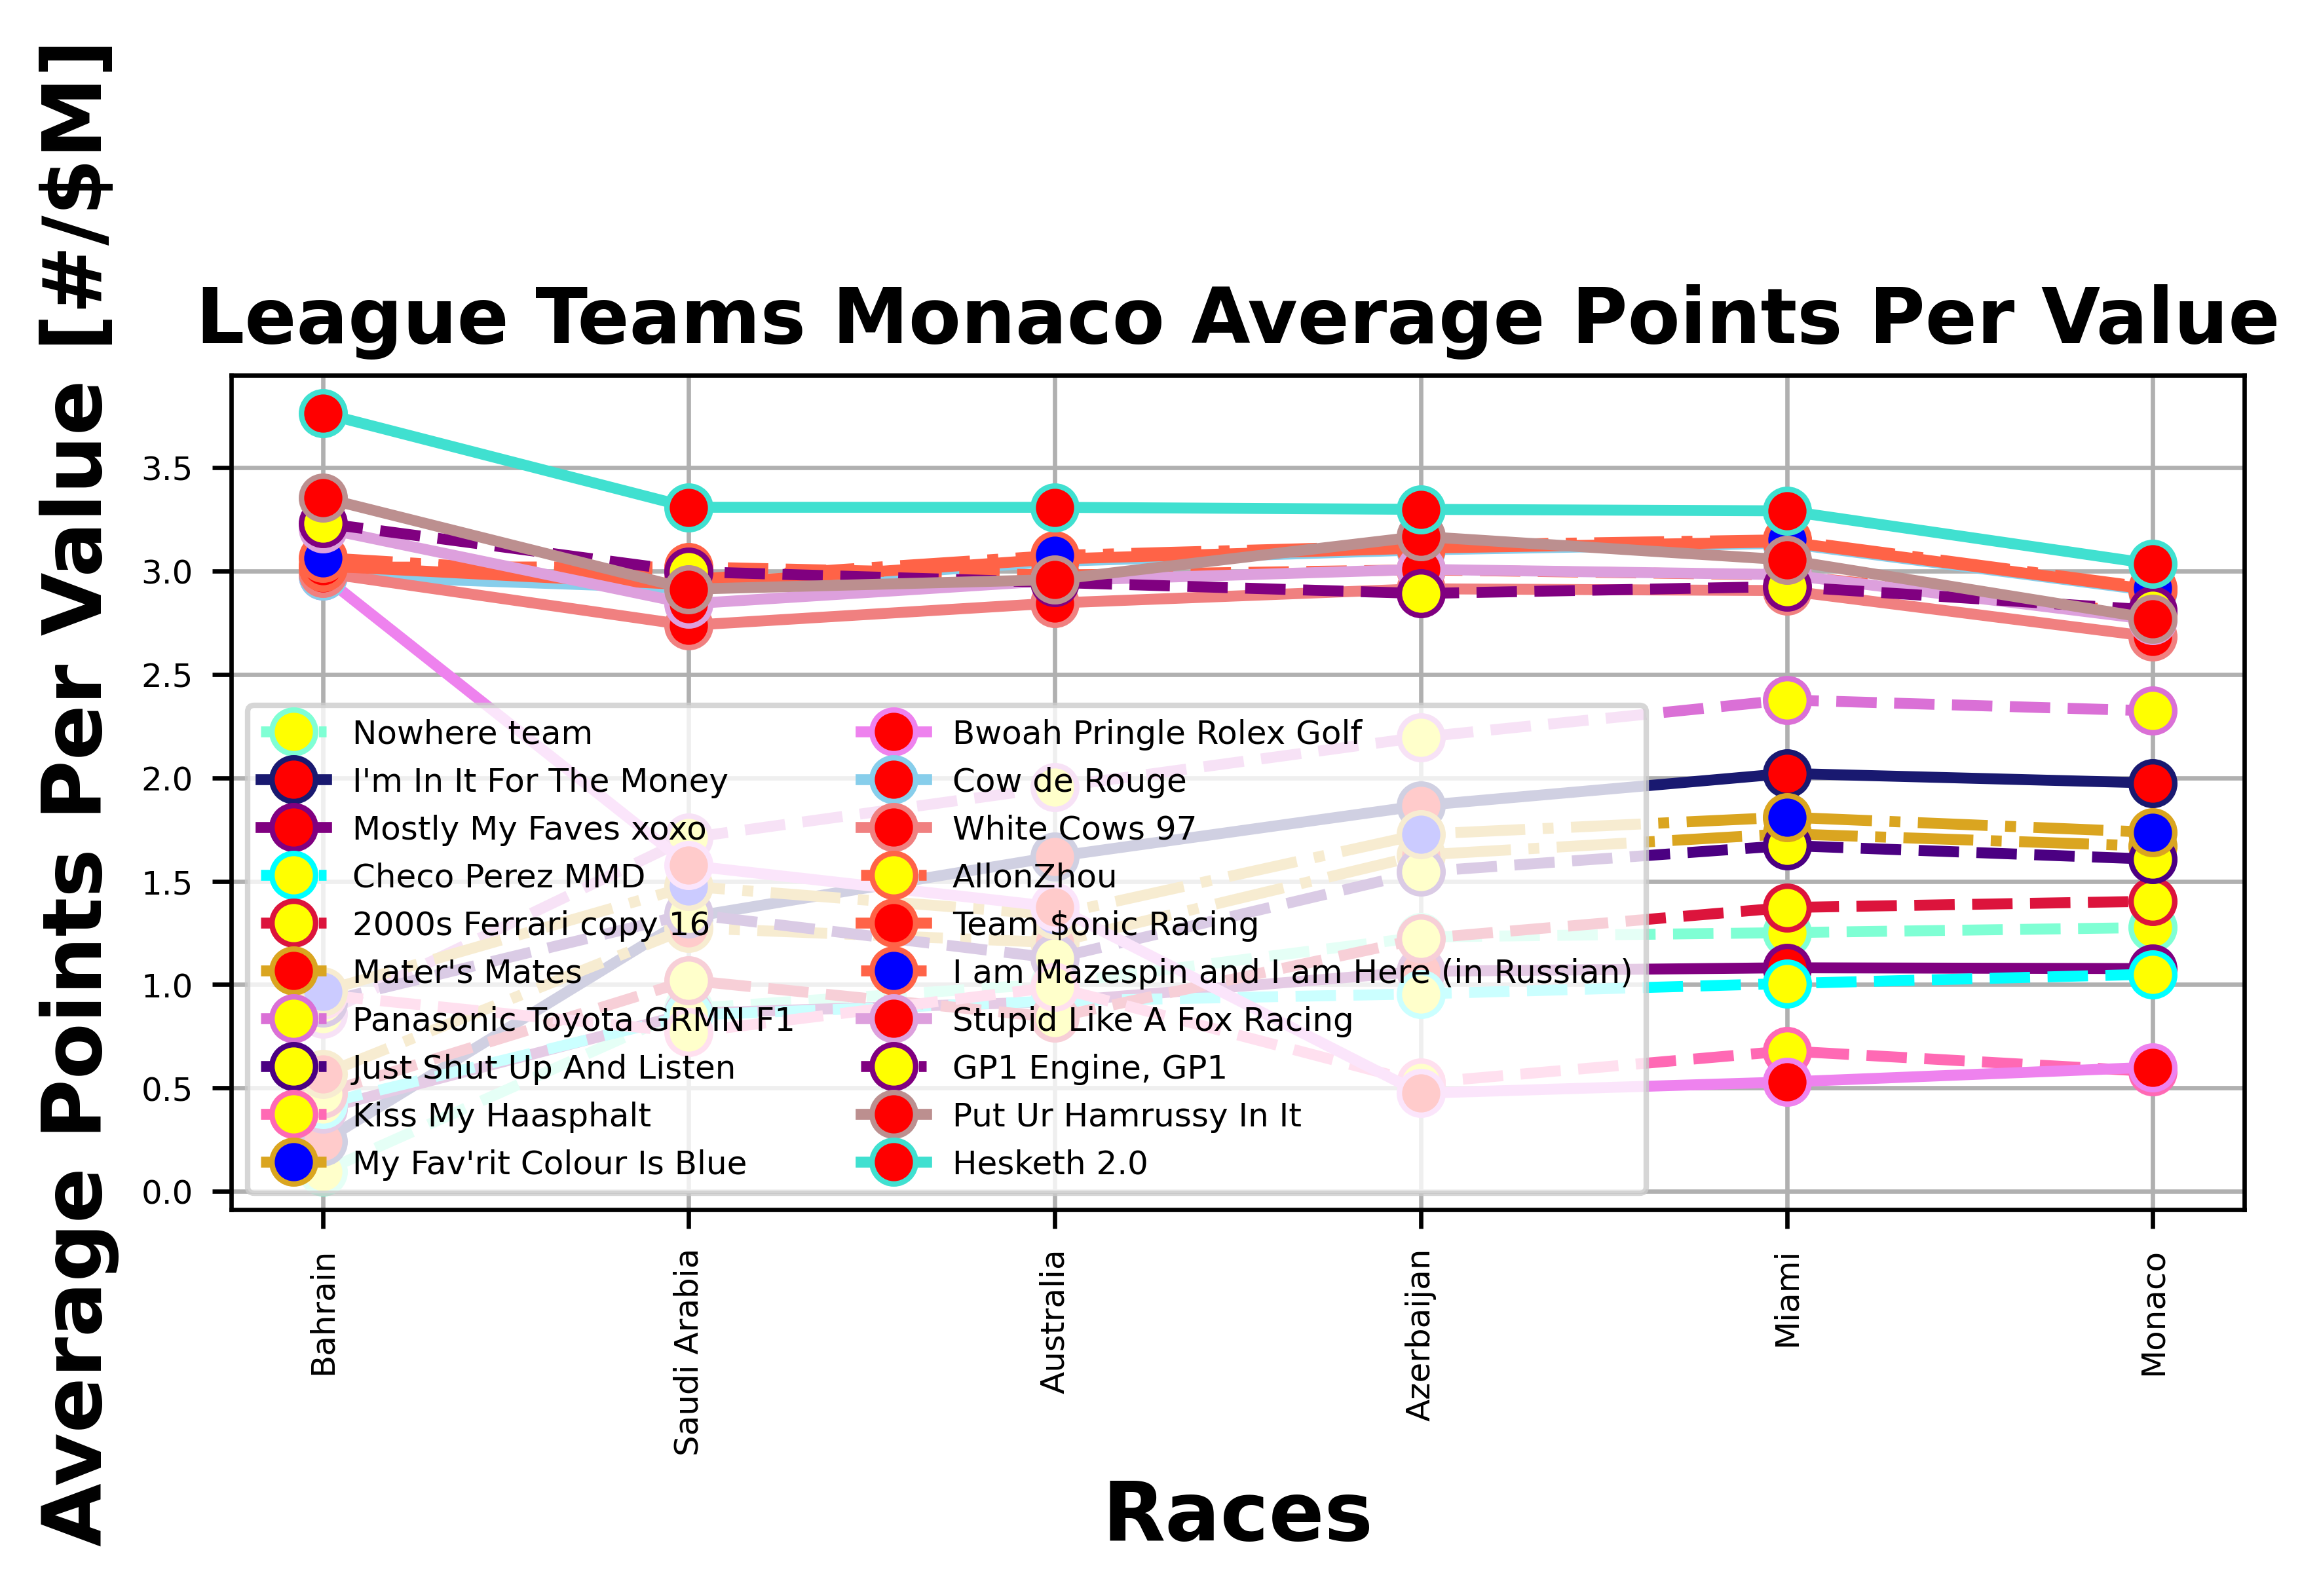 League Teams Monaco Average Points Per Value
Average Points Per Value [#/$M]
3.5
3.0
2.5
2.0
1.5
1.0
0.5
0.0
Nowhere team
I'm In It For The Money
Mostly My Faves xoxo
Checo Perez MMD
2000s Ferrari copy 16
Mater's Mates
Panasonic Toyota GRMN F1
Just Shut Up And Listen
Kiss My Haasphalt
My Fav'rit Colour Is Blue
Bwoah Pringle Rolex Golf
Cow de Rouge
White Cows 97
AllonZhou
Team $onic Racing
I am Mazespin and I am Here (in Russian)
Stupid Like A Fox Racing
GP1 Engine, GP1
Put Ur Hamrussy In It
Hesketh 2.0
Bahrain
Saudi Arabia
Australia
Azerbaijan
Miami
Monaco
Races